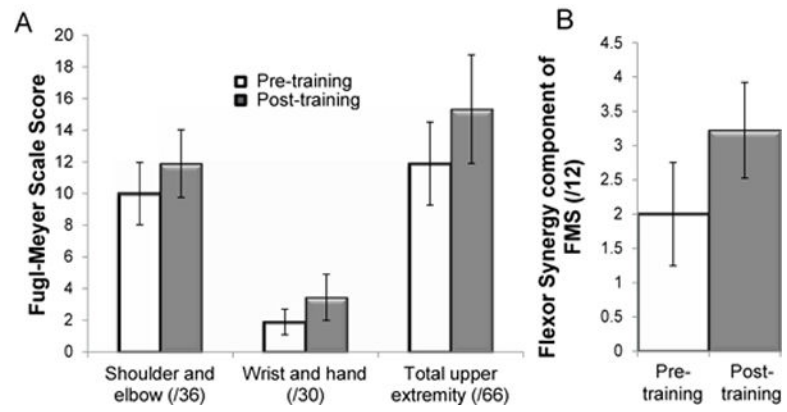 A
Fugl-Meyer Scale Score
20
18
16
14
12
10
8
6
4
2
0
Pre-training
Post-training
Shoulder and
elbow (/36)
Wrist and hand
(/30)
Total upper
extremity (/66)
B
Flexor Synergy component of
FMS (/12)
4.5
4
3.5
3
2.5
2
1.5
1
0.5
0
Pre-
training
Post-
training